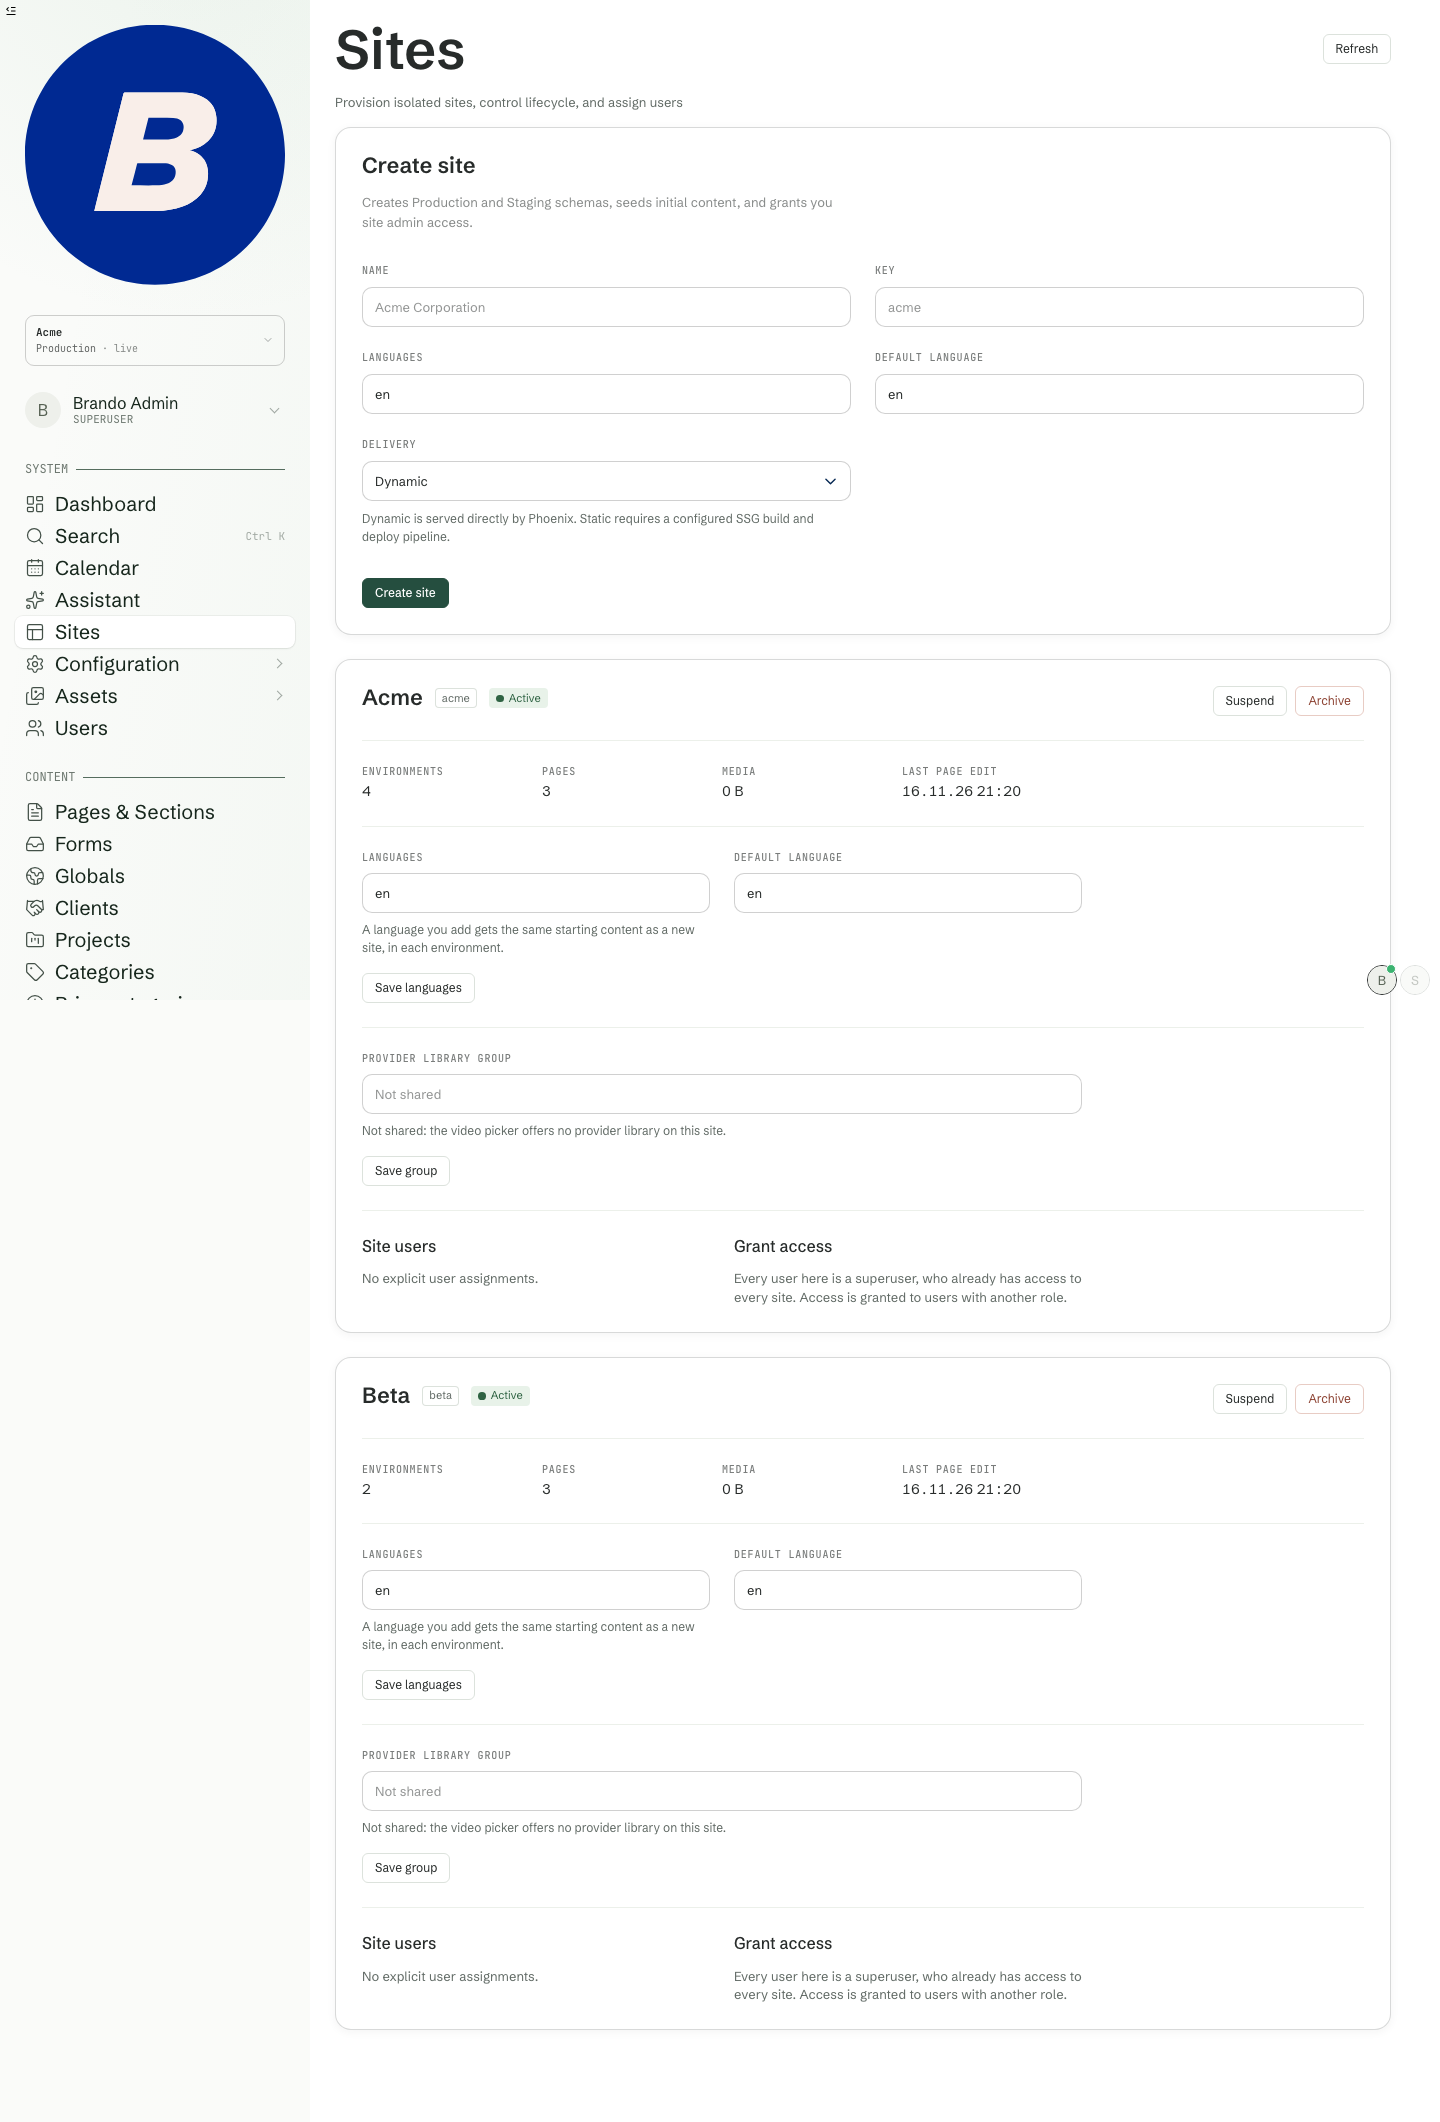 B
Acme
Production · live
B
Brando Admin
SUPERUSER
SYSTEM
Dashboard
Search
Ctrl K
Calendar
Assistant
Sites
Configuration
Assets
Users
CONTENT
Pages & Sections
Forms
Globals
Clients
Projects
Categories
Sites
Refresh
Provision isolated sites, control lifecycle, and assign users
Create site
Creates Production and Staging schemas, seeds initial content, and grants you
site admin access.
NAME
KEY
Acme Corporation
acme
LANGUAGES
DEFAULT LANGUAGE
en
en
DELIVERY
Dynamic
Dynamic is served directly by Phoenix. Static requires a configured SSG build and
deploy pipeline.
Create site
Acme
acme
Active
Suspend
Archive
ENVIRONMENTS
PAGES
MEDIA
LAST PAGE EDIT
4
3
0 B
16.11.26 21:20
LANGUAGES
DEFAULT LANGUAGE
en
en
A language you add gets the same starting content as a new
site, in each environment.
Save languages
B
S
PROVIDER LIBRARY GROUP
Not shared
Not shared: the video picker offers no provider library on this site.
Save group
Site users
Grant access
No explicit user assignments.
Every user here is a superuser, who already has access to
every site. Access is granted to users with another role.
Beta
beta
Active
Suspend
Archive
ENVIRONMENTS
PAGES
MEDIA
LAST PAGE EDIT
2
3
0 B
16.11.26 21:20
LANGUAGES
DEFAULT LANGUAGE
en
en
A language you add gets the same starting content as a new
site, in each environment.
Save languages
PROVIDER LIBRARY GROUP
Not shared
Not shared: the video picker offers no provider library on this site.
Save group
Site users
Grant access
No explicit user assignments.
Every user here is a superuser, who already has access to
every site. Access is granted to users with another role.